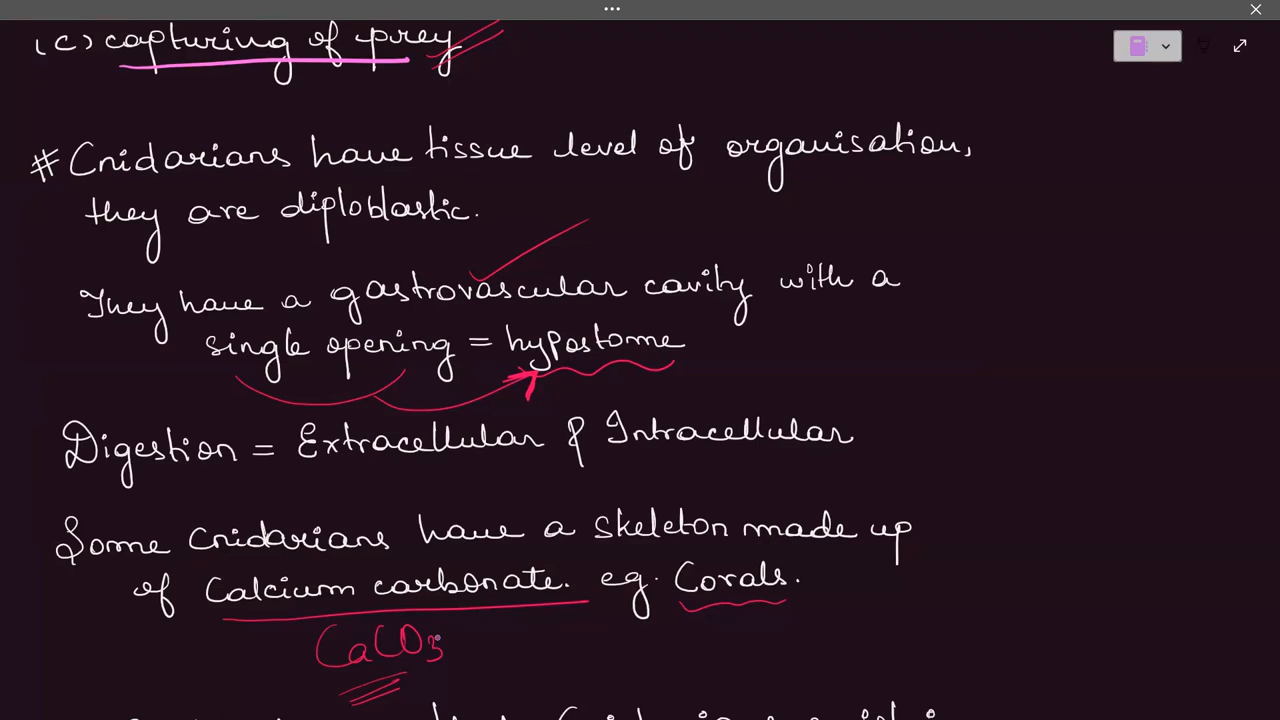 (c) capturing of prey
# Cnidarians have tissue level of organisation,
they are diploblastic.
They have a gastrovascular cavity with a
single opening = hypostome
Digestion = Extracellular & Intracellular
Some cnidarians have a skeleton made up
of Calcium carbonate. eg. Corals.
CaCO3